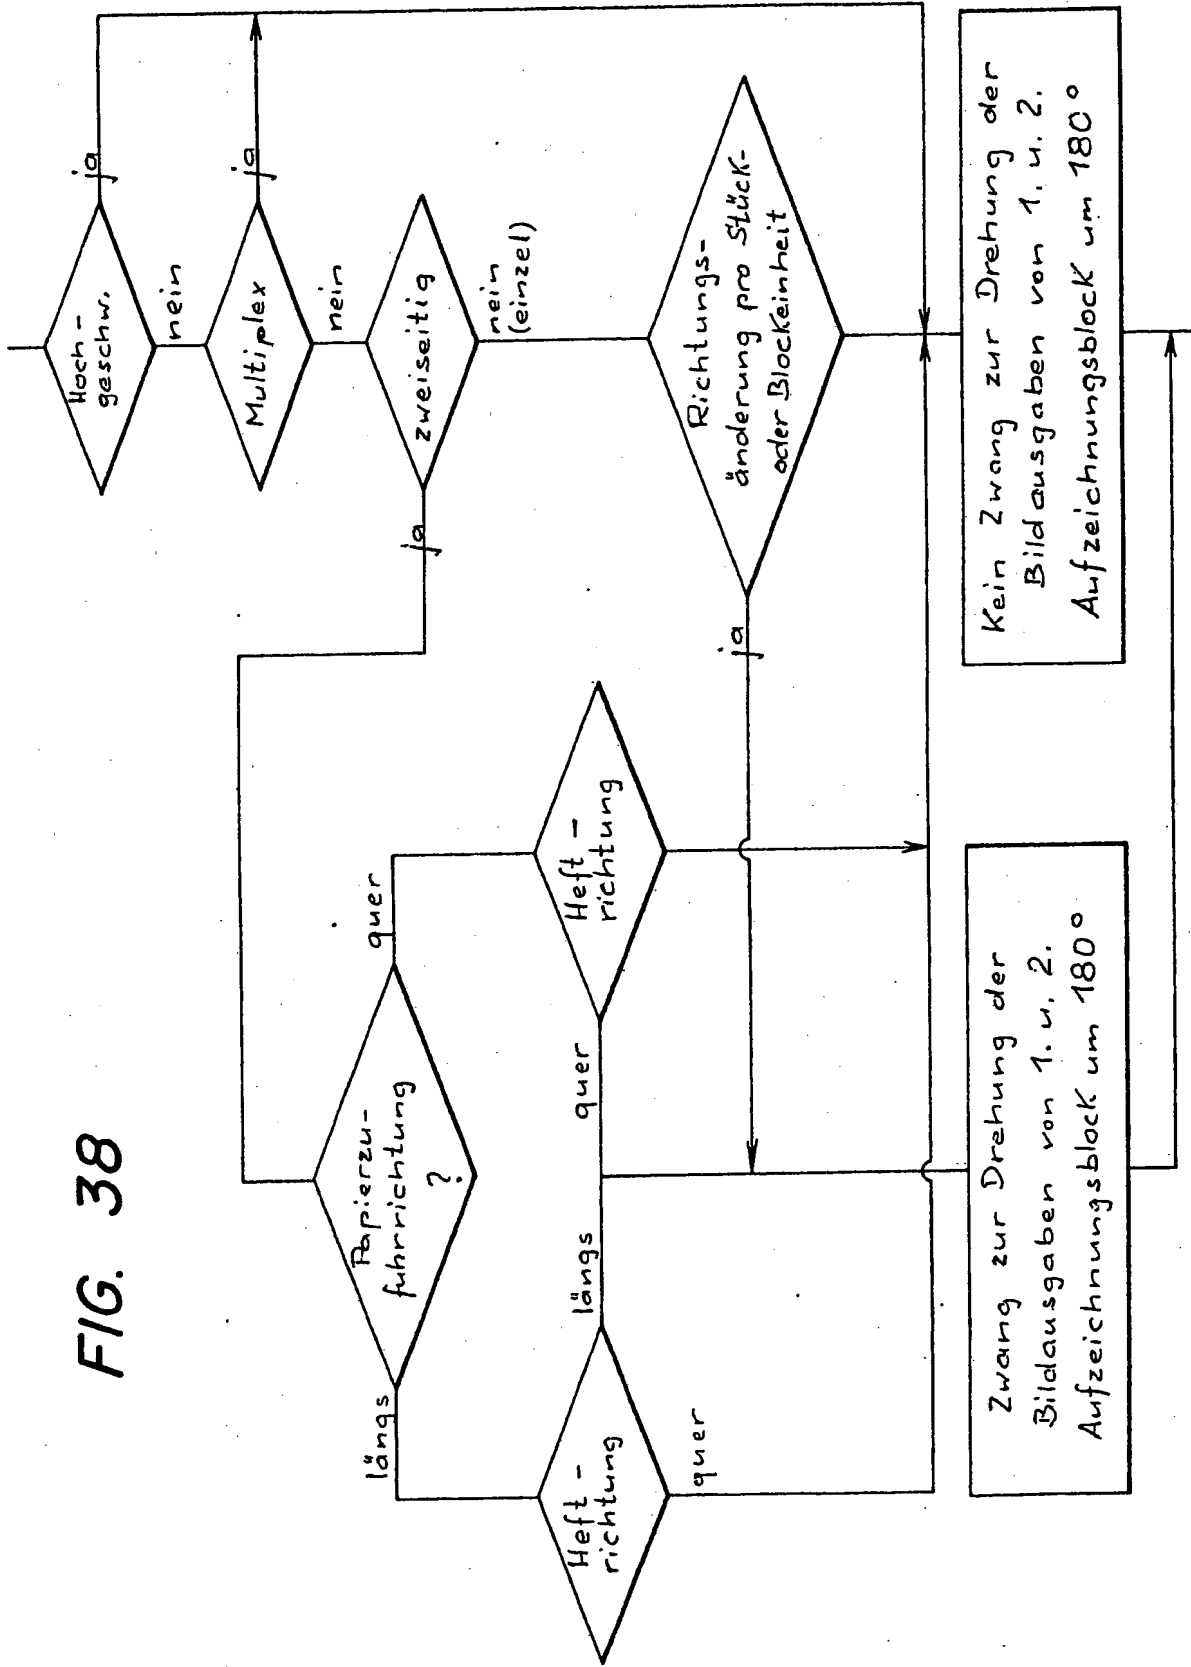 FIG. 38
Hoch-
geschw.
ja
nein
Multiplex
ja
nein
zweiseitig
ja
nein
(einzel)
Papierzu-
fuhrrichtung
?
längs
quer
Heft-
richtung
längs
quer
Heft-
richtung
quer
Richtungs-
änderung pro Stück-
oder Blockeinheit
ja
Zwang zur Drehung der
Bildausgaben von 1. u. 2.
Aufzeichnungsblock um 180°
Kein Zwang zur Drehung der
Bildausgaben von 1. u. 2.
Aufzeichnungsblock um 180°